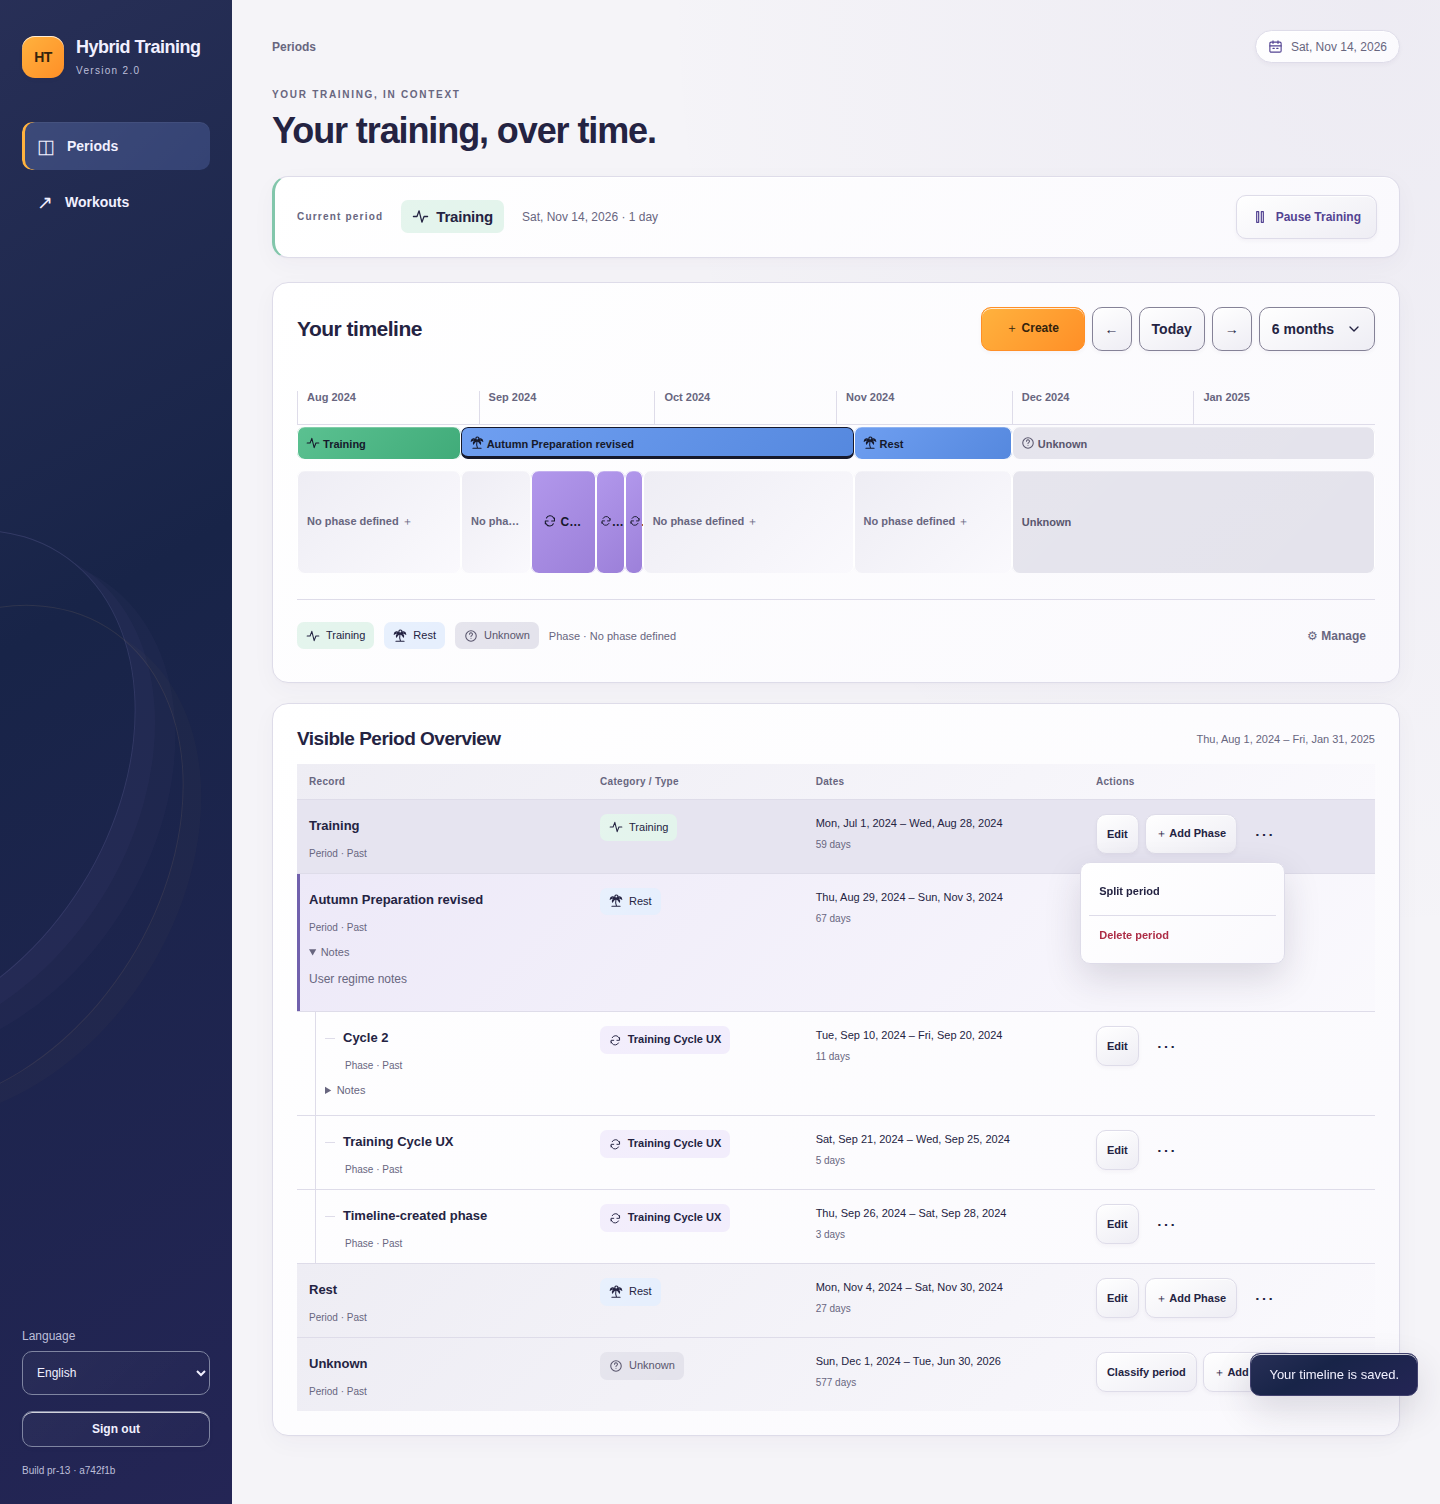 HT
Hybrid Training
Version 2.0
Periods
Workouts
Language
English
Sign out
Build pr-13 · a742f1b
Periods
Sat, Nov 14, 2026
YOUR TRAINING, IN CONTEXT
Your training, over time.
Current period
Training
Sat, Nov 14, 2026 · 1 day
Pause Training
Your timeline
+ Create
←
Today
→
6 months
Aug 2024
Sep 2024
Oct 2024
Nov 2024
Dec 2024
Jan 2025
Training
Autumn Preparation revised
Rest
Unknown
No phase defined +
No pha…
C…
…
No phase defined +
No phase defined +
Unknown
Training
Rest
Unknown
Phase · No phase defined
⚙ Manage
Visible Period Overview
Thu, Aug 1, 2024 – Fri, Jan 31, 2025
Record
Category / Type
Dates
Actions
Training
Period · Past
Training
Mon, Jul 1, 2024 – Wed, Aug 28, 2024
59 days
Edit
+ Add Phase
···
Split period
Delete period
Autumn Preparation revised
Period · Past
▼ Notes
User regime notes
Rest
Thu, Aug 29, 2024 – Sun, Nov 3, 2024
67 days
— Cycle 2
Phase · Past
▶ Notes
Training Cycle UX
Tue, Sep 10, 2024 – Fri, Sep 20, 2024
11 days
Edit
···
— Training Cycle UX
Phase · Past
Training Cycle UX
Sat, Sep 21, 2024 – Wed, Sep 25, 2024
5 days
Edit
···
— Timeline-created phase
Phase · Past
Training Cycle UX
Thu, Sep 26, 2024 – Sat, Sep 28, 2024
3 days
Edit
···
Rest
Period · Past
Rest
Mon, Nov 4, 2024 – Sat, Nov 30, 2024
27 days
Edit
+ Add Phase
···
Unknown
Period · Past
Unknown
Sun, Dec 1, 2024 – Tue, Jun 30, 2026
577 days
Classify period
+ Add
Your timeline is saved.